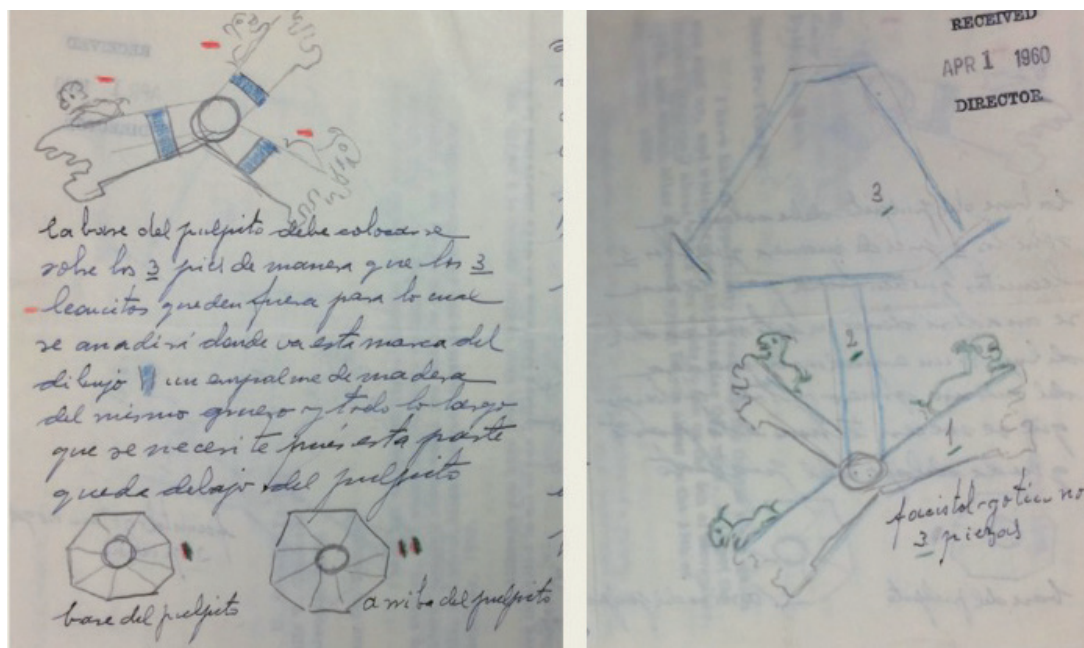 la base del pulpito debe colocarse
sobre los 3 pies de manera que los 3
leoncitos queden fuera para lo cual
se anadirá donde va esta marca del
dibujo un empalme de madera
del mismo grueso y todo lo largo
que se necesite pues esta parte
queda debajo del pulpito
base del pulpito
arriba del pulpito
RECEIVED
APR 1 1960
DIRECTOR
3
2
1
facistol-gotico no
3 piezas